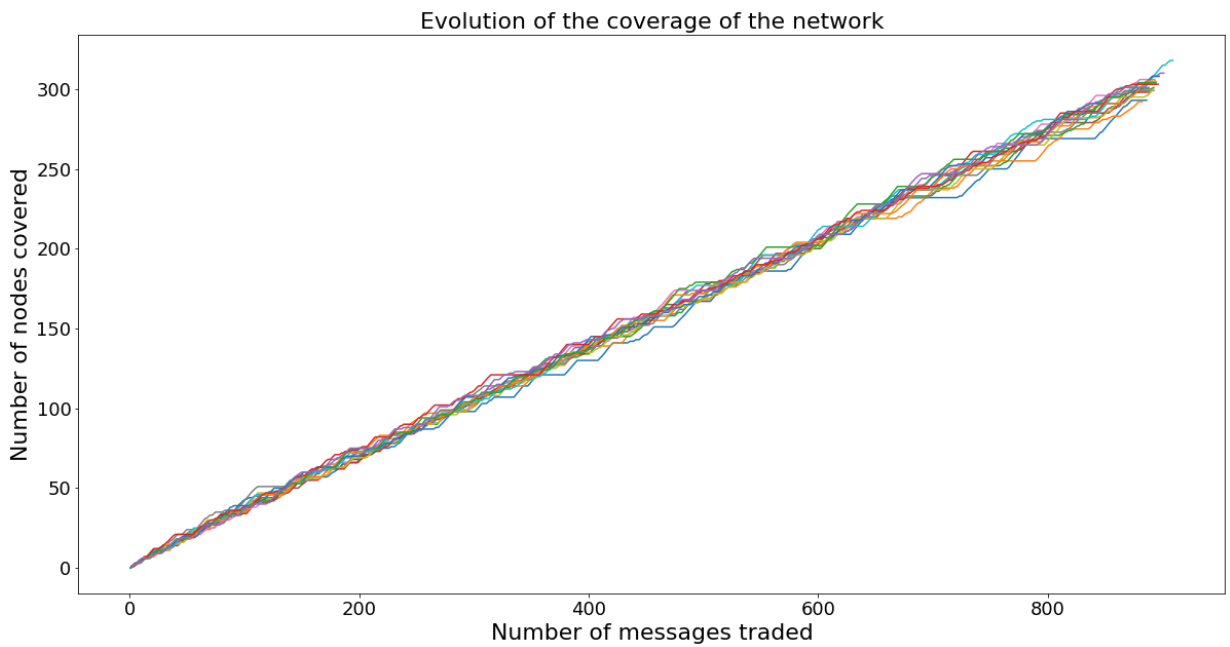 Evolution of the coverage of the network
300
250
200
150
100
50
0
Number of nodes covered
0 200 400 600 800
Number of messages traded